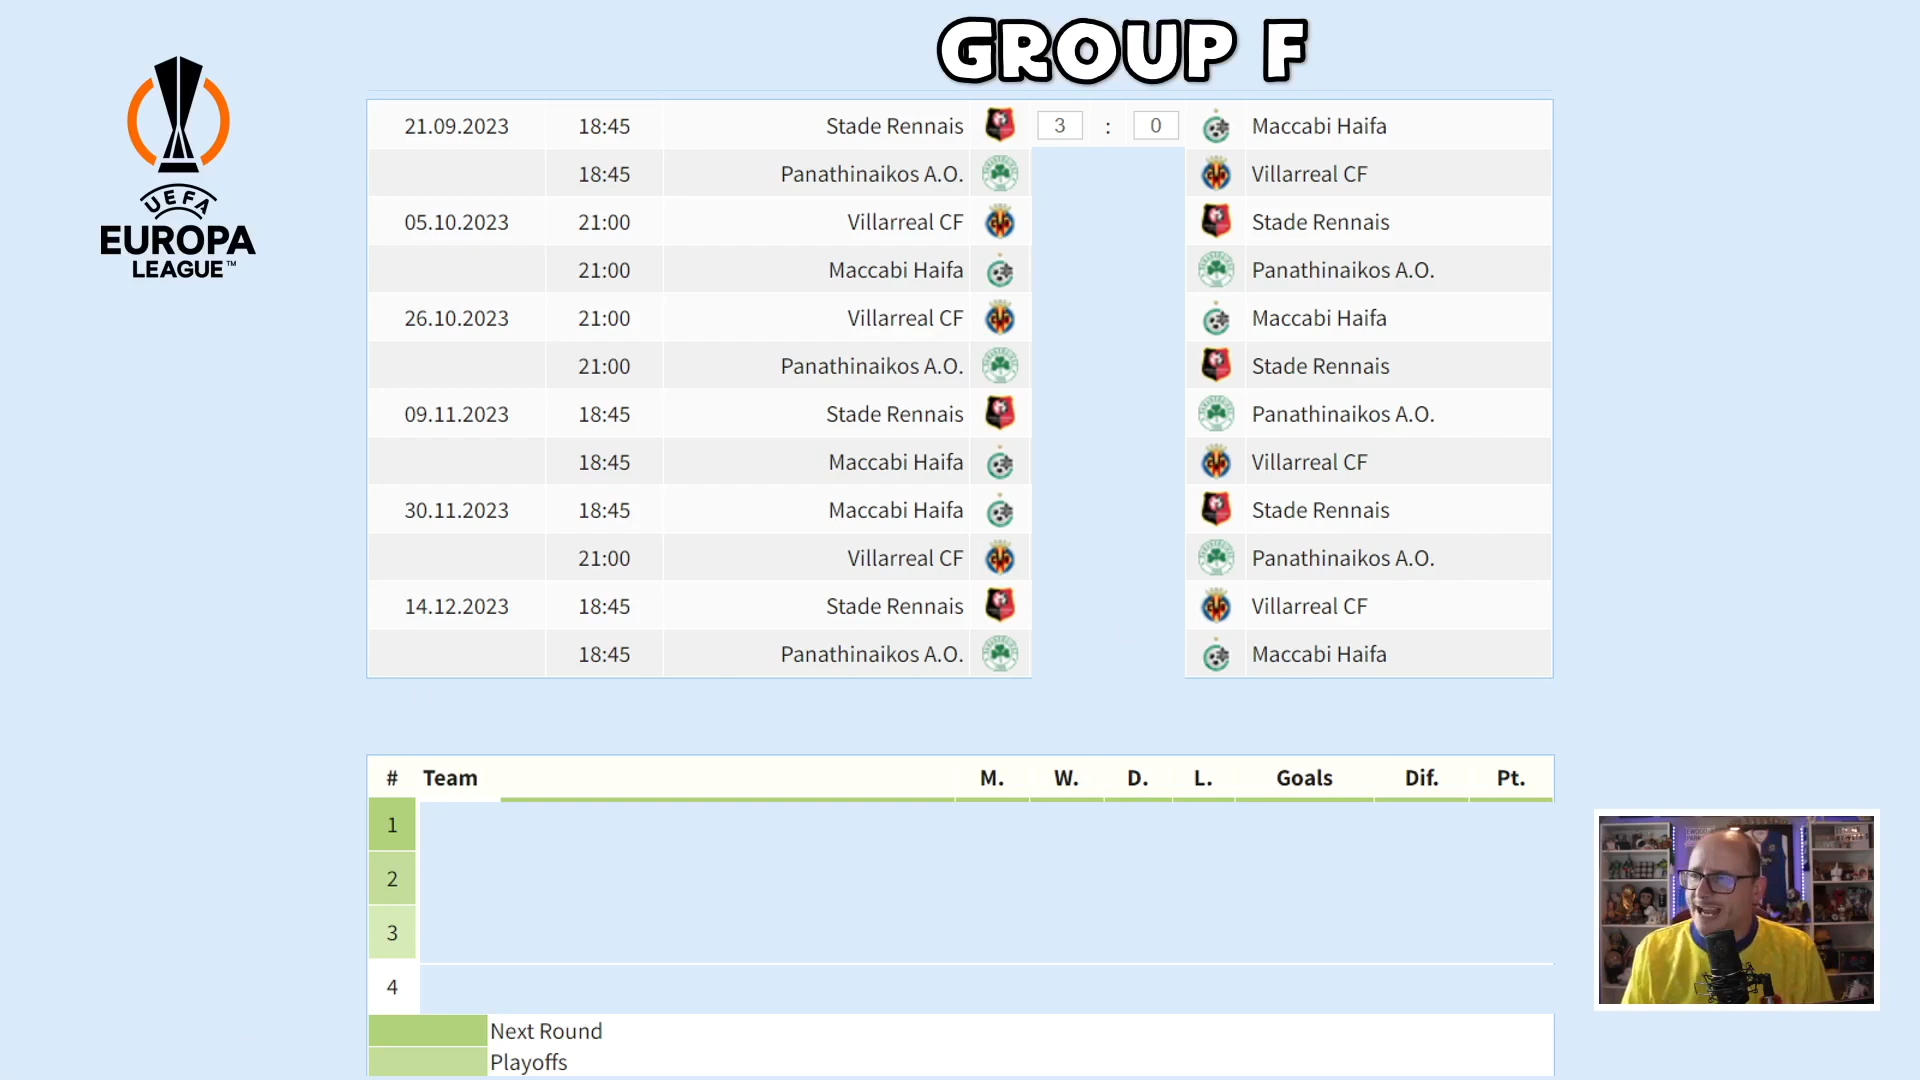 GROUP F
UEFA
EUROPA
LEAGUE™
21.09.2023 18:45 Stade Rennais 3 : 0 Maccabi Haifa
18:45 Panathinaikos A.O. Villarreal CF
05.10.2023 21:00 Villarreal CF Stade Rennais
21:00 Maccabi Haifa Panathinaikos A.O.
26.10.2023 21:00 Villarreal CF Maccabi Haifa
21:00 Panathinaikos A.O. Stade Rennais
09.11.2023 18:45 Stade Rennais Panathinaikos A.O.
18:45 Maccabi Haifa Villarreal CF
30.11.2023 18:45 Maccabi Haifa Stade Rennais
21:00 Villarreal CF Panathinaikos A.O.
14.12.2023 18:45 Stade Rennais Villarreal CF
18:45 Panathinaikos A.O. Maccabi Haifa
# Team M. W. D. L. Goals Dif. Pt.
1
2
3
4
Next Round
Playoffs